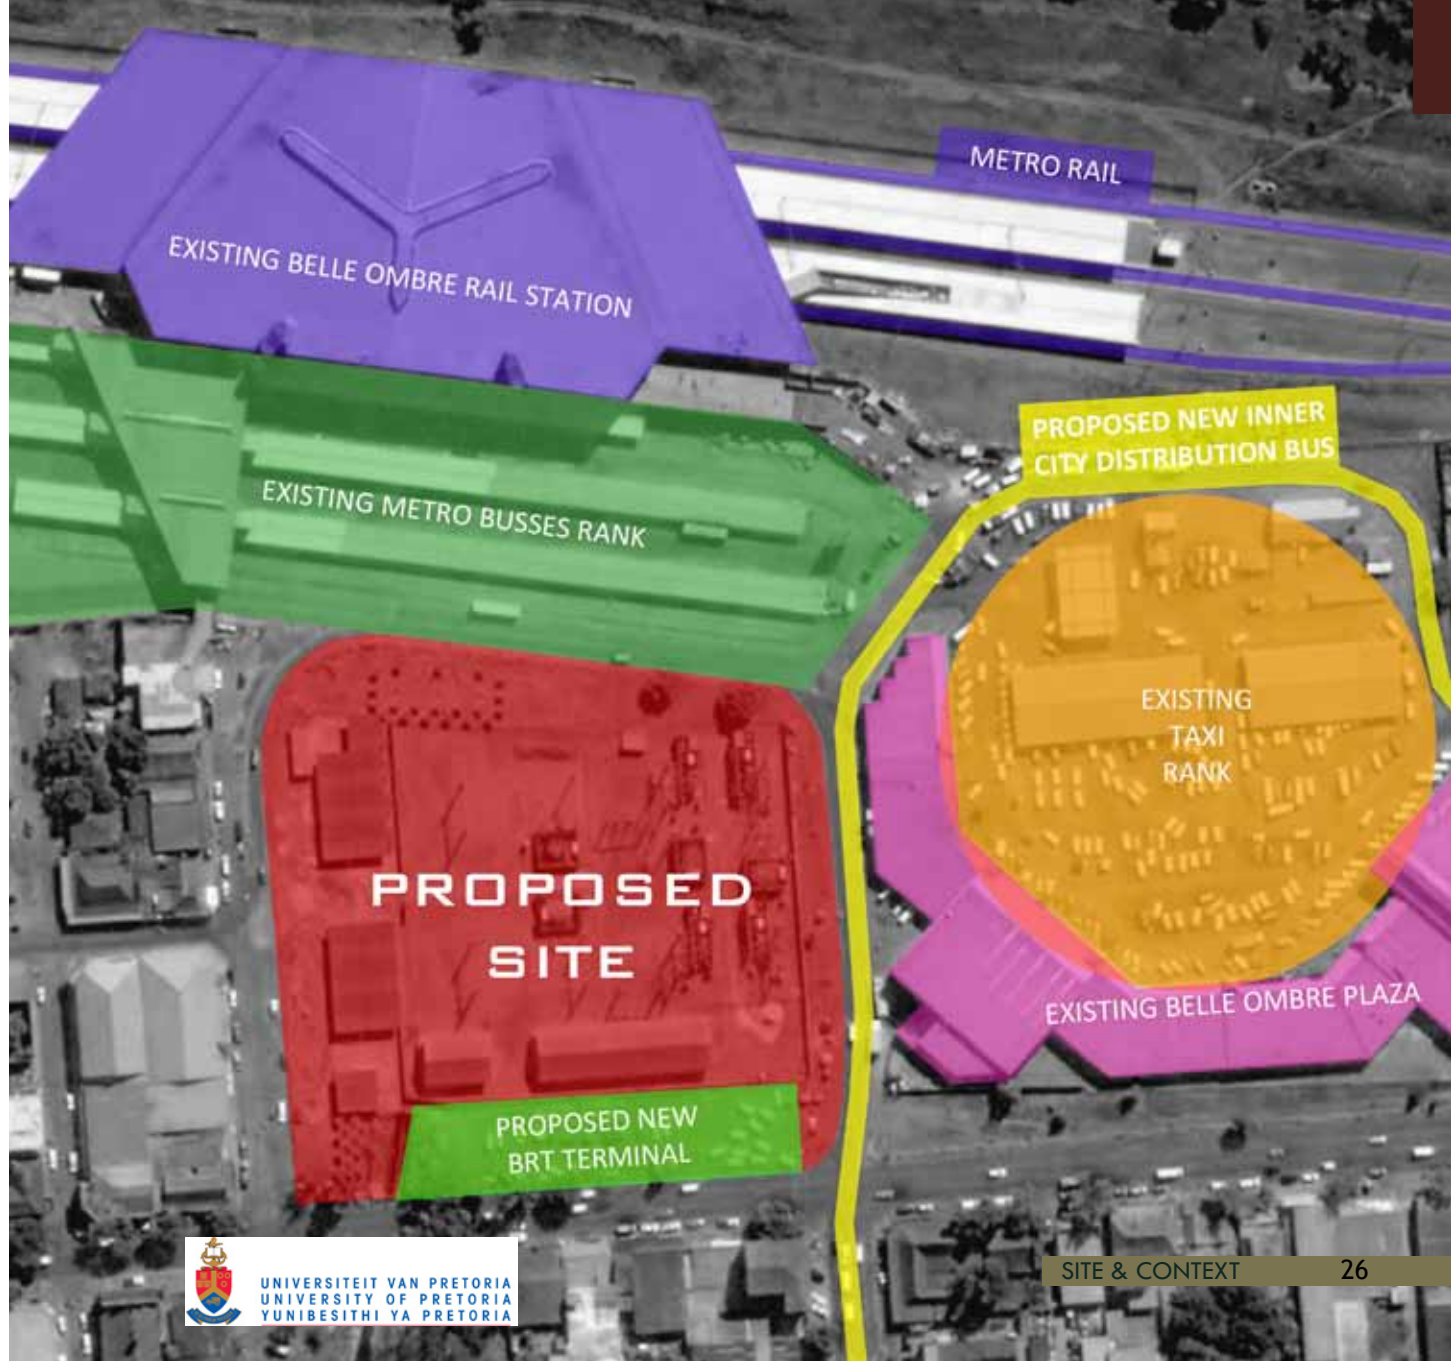 METRO RAIL
EXISTING BELLE OMBRE RAIL STATION
PROPOSED NEW INNER
CITY DISTRIBUTION BUS
EXISTING METRO BUSSES RANK
EXISTING
TAXI
RANK
PROPOSED
SITE
EXISTING BELLE OMBRE PLAZA
PROPOSED NEW
BRT TERMINAL
UNIVERSITEIT VAN PRETORIA
UNIVERSITY OF PRETORIA
YUNIBESITHI YA PRETORIA
SITE & CONTEXT 26